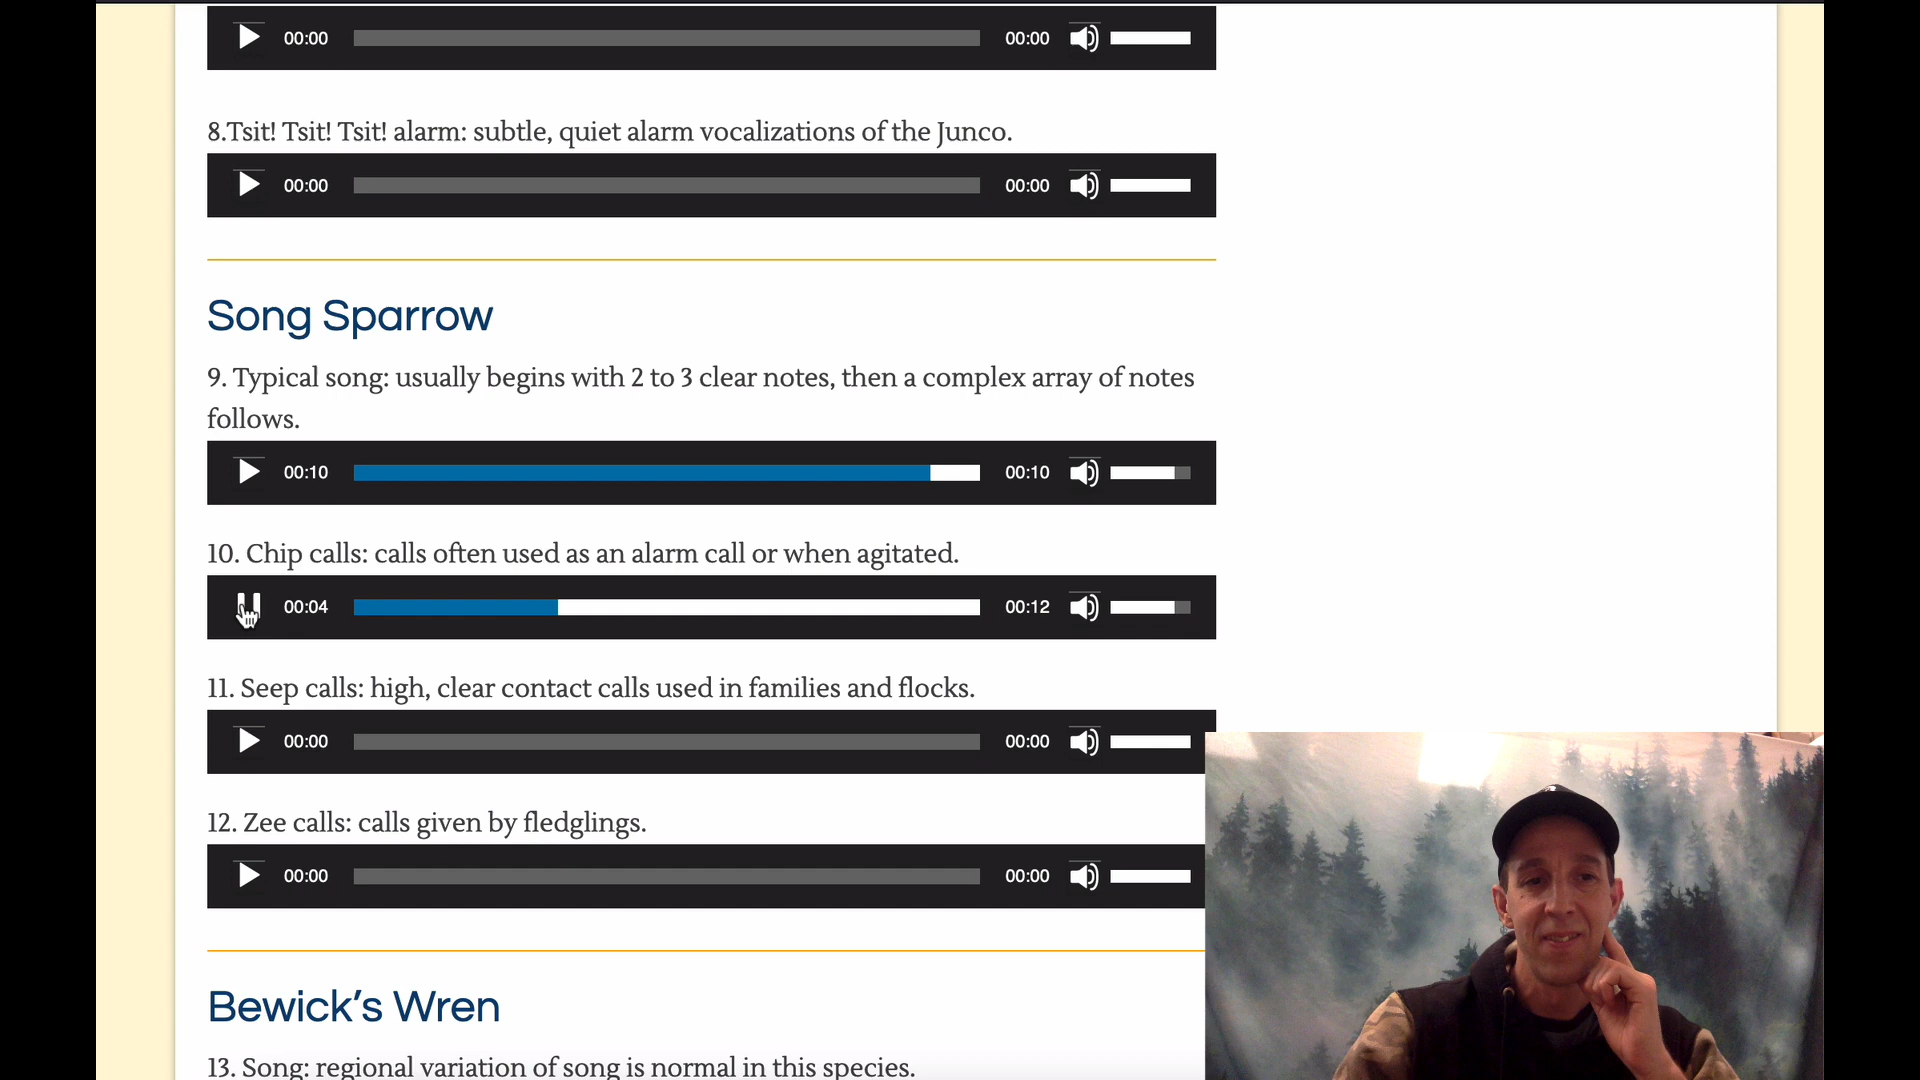 00:00 00:00
8.Tsit! Tsit! Tsit! alarm: subtle, quiet alarm vocalizations of the Junco.
00:00 00:00
Song Sparrow
9. Typical song: usually begins with 2 to 3 clear notes, then a complex array of notes
follows.
00:10 00:10
10. Chip calls: calls often used as an alarm call or when agitated.
00:04 00:12
11. Seep calls: high, clear contact calls used in families and flocks.
00:00 00:00
12. Zee calls: calls given by fledglings.
00:00 00:00
Bewick’s Wren
13. Song: regional variation of song is normal in this species.